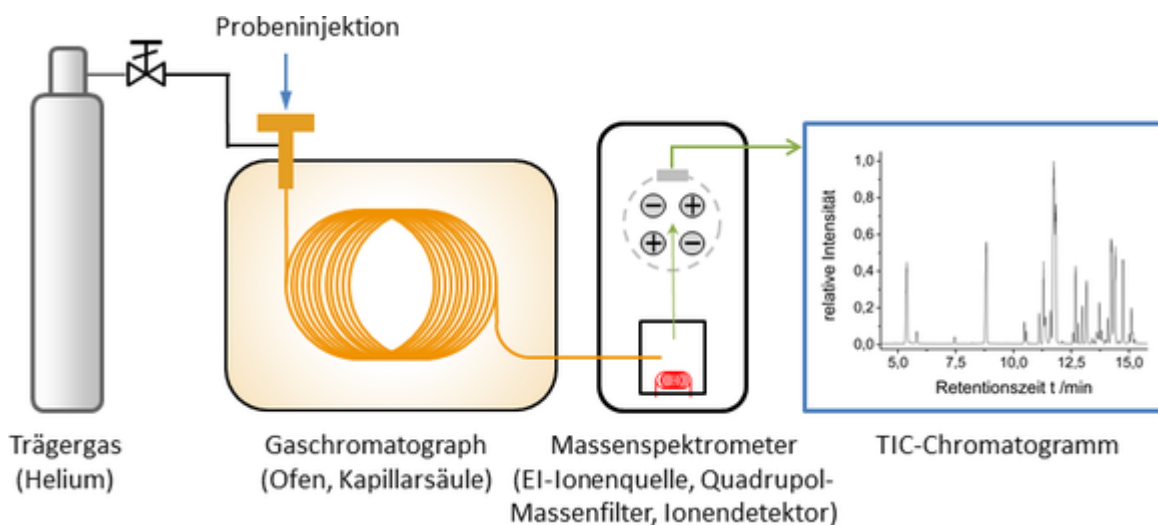 Probeninjektion
Trägergas
(Helium)
Gaschromatograph
(Ofen, Kapillarsäule)
Massenspektrometer
(EI-Ionenquelle, Quadrupol-
Massenfilter, Ionendetektor)
relative Intensität
1,0
0,8
0,6
0,4
0,2
0,0
5,0 7,5 10,0 12,5 15,0
Retentionszeit t /min
TIC-Chromatogramm